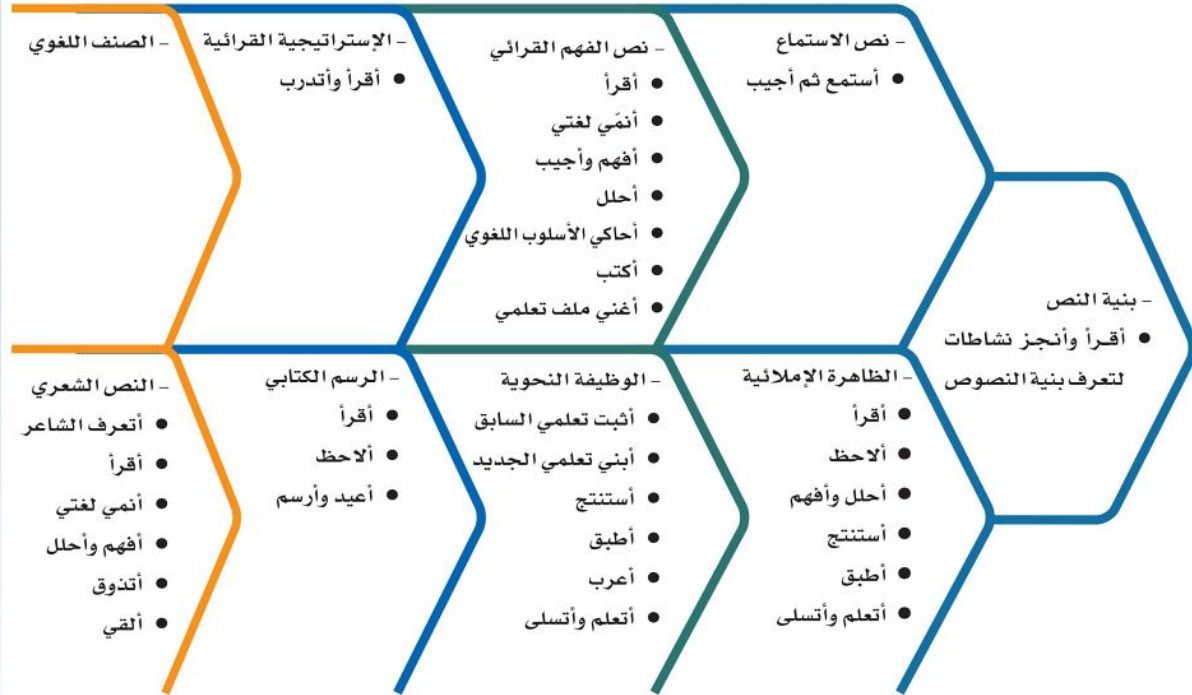 – بنية النص
● أقرأ وأنجز نشاطات
لتعرف بنية النصوص
– نص الاستماع
● أستمع ثم أجيب
– نص الفهم القرائي
● أقرأ
● أنمّي لغتي
● أفهم وأجيب
● أحلل
● أحاكي الأسلوب اللغوي
● أكتب
● أغني ملف تعلمي
– الإستراتيجية القرائية
● أقرأ وأتدرب
– الصنف اللغوي
– الظاهرة الإملائية
● أقرأ
● ألاحظ
● أحلل وأفهم
● أستنتج
● أطبق
● أتعلم وأتسلى
– الوظيفة النحوية
● أثبت تعلمي السابق
● أبني تعلمي الجديد
● أستنتج
● أطبق
● أعرب
● أتعلم وأتسلى
– الرسم الكتابي
● أقرأ
● ألاحظ
● أعيد وأرسم
– النص الشعري
● أتعرف الشاعر
● أقرأ
● أنمي لغتي
● أفهم وأحلل
● أتذوق
● ألقي